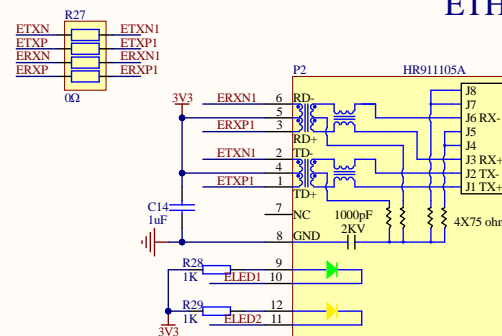 ETH
R27
ETXN ETXN1
ETXP ETXP1
ERXN ERXN1
ERXP ERXP1
0Ω
P2 HR911105A
3V3 ERXN1 6 RD- J8
5 J7
ERXP1 3 RD+ J6 RX-
J5
ETXN1 2 TD- J4
4 J3 RX+
ETXP1 1 TD+ J2 TX-
J1 TX+
C14
1uF
7 NC 1000pF
2KV
4X75 ohm
8 GND
R28 9
1K ELED1 10
R29 12
1K ELED2 11
3V3